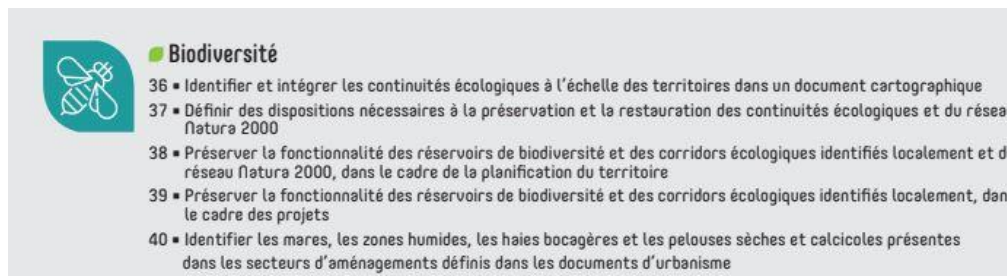 Biodiversité
36 ▪ Identifier et intégrer les continuités écologiques à l'échelle des territoires dans un document cartographique
37 ▪ Définir des dispositions nécessaires à la préservation et la restauration des continuités écologiques et du
Natura 2000
38 ▪ Préserver la fonctionnalité des réservoirs de biodiversité et des corridors écologiques identifiés localement et
réseau Natura 2000, dans le cadre de la planification du territoire
39 ▪ Préserver la fonctionnalité des réservoirs de biodiversité et des corridors écologiques identifiés localement,
le cadre des projets
40 ▪ Identifier les mares, les zones humides, les haies bocagères et les pelouses sèches et calcicoles présentes
dans les secteurs d'aménagements définis dans les documents d'urbanisme